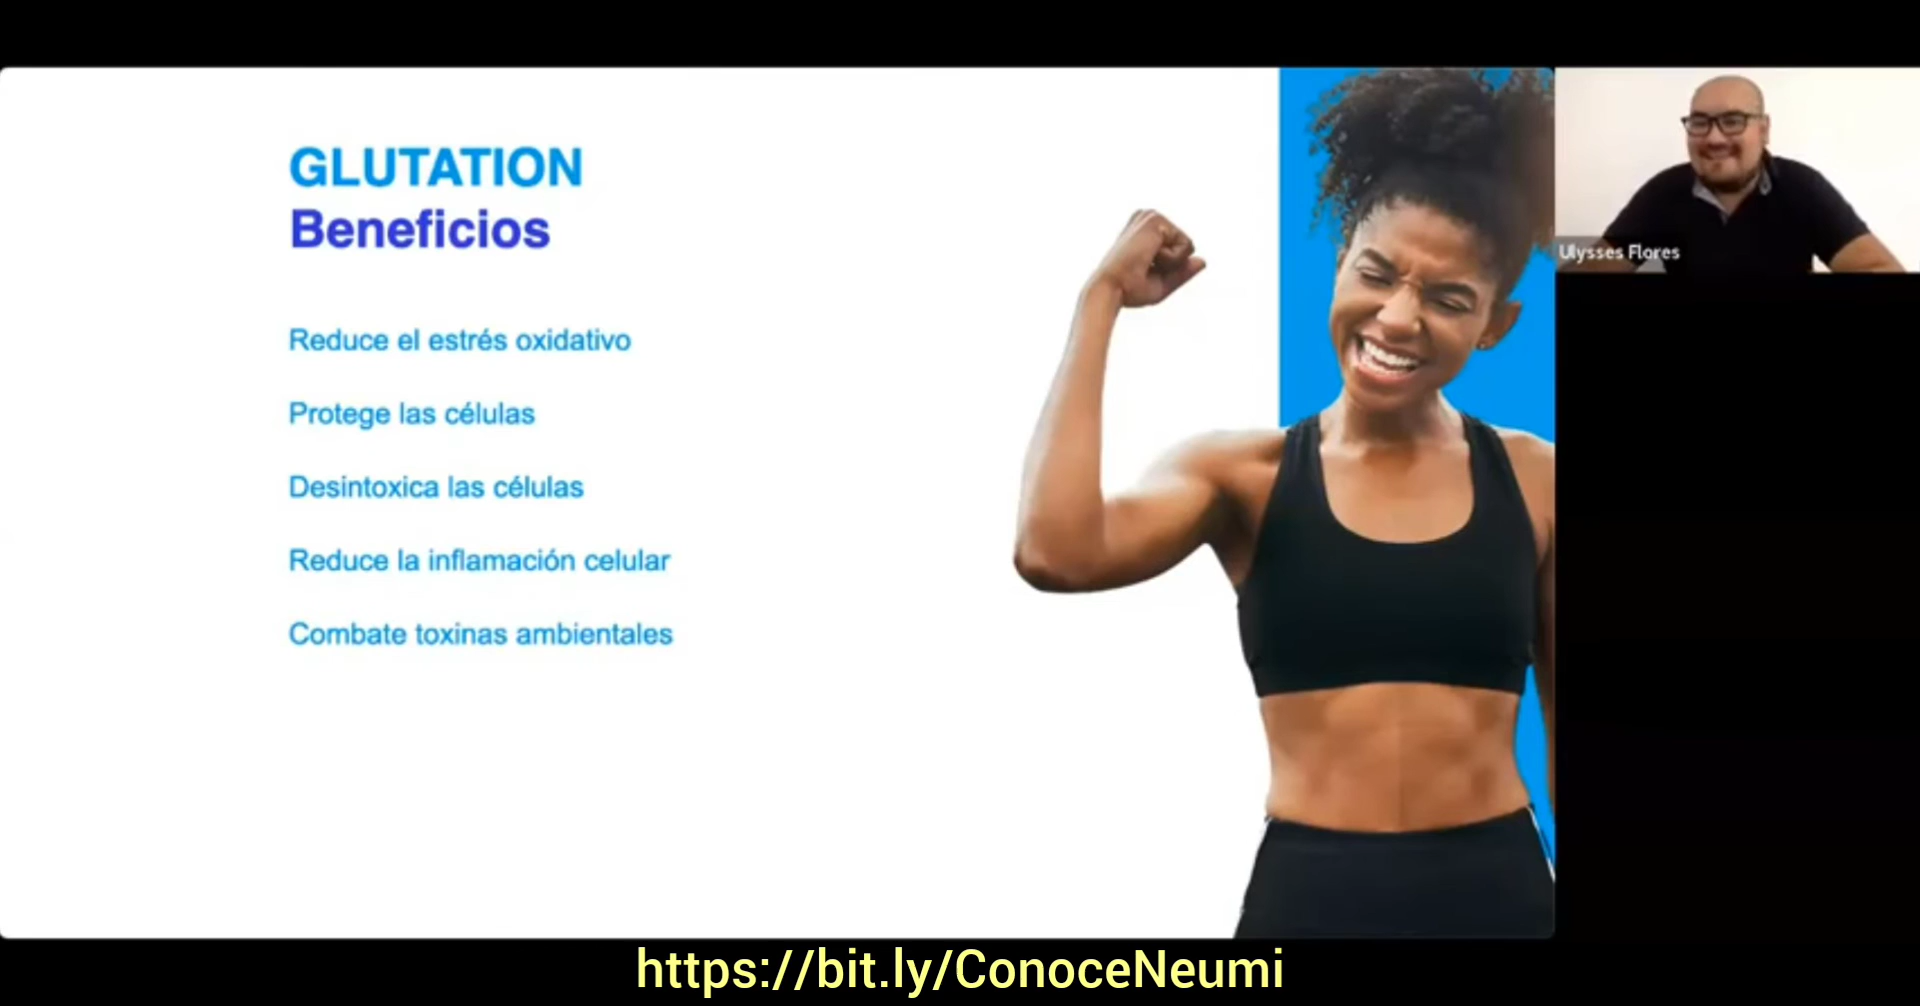 GLUTATION
Beneficios
Reduce el estrés oxidativo
Protege las células
Desintoxica las células
Reduce la inflamación celular
Combate toxinas ambientales
Ulysses Flores
https://bit.ly/ConoceNeumi